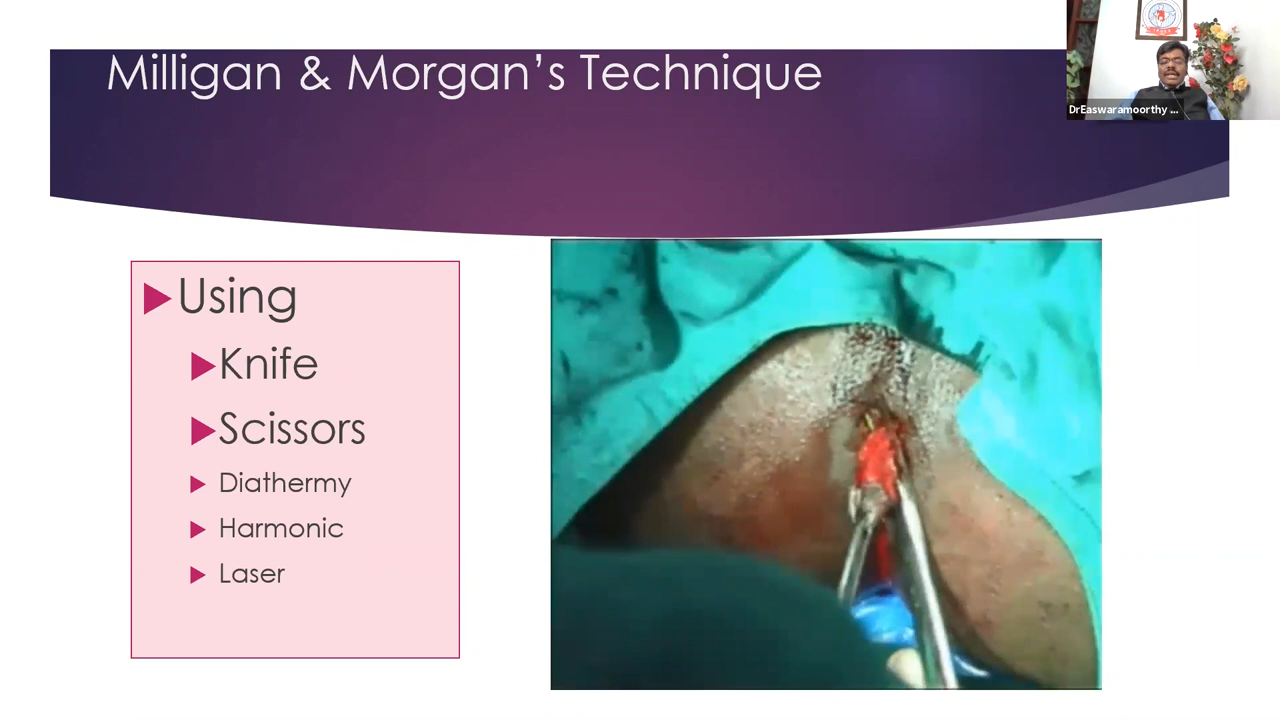 Milligan & Morgan’s Technique
DrEaswaramoorthy ...
Using
Knife
Scissors
Diathermy
Harmonic
Laser